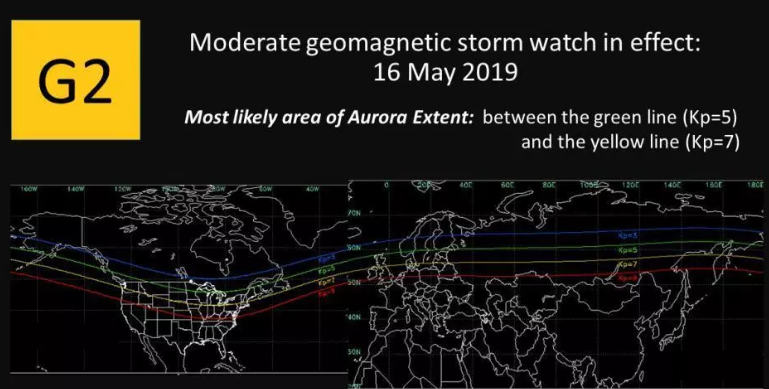 G2
Moderate geomagnetic storm watch in effect:
16 May 2019
Most likely area of Aurora Extent: between the green line (Kp=5)
and the yellow line (Kp=7)
160W 140W 120W 80W 60W 40W 0 20E 40E 60E 80E 100E 120E 140E 160E 180E
70N
Kp=3 Kp=3
60N
Kp=5 Kp=5
Kp=7 Kp=7
50N
Kp=9 Kp=9
40N
30N